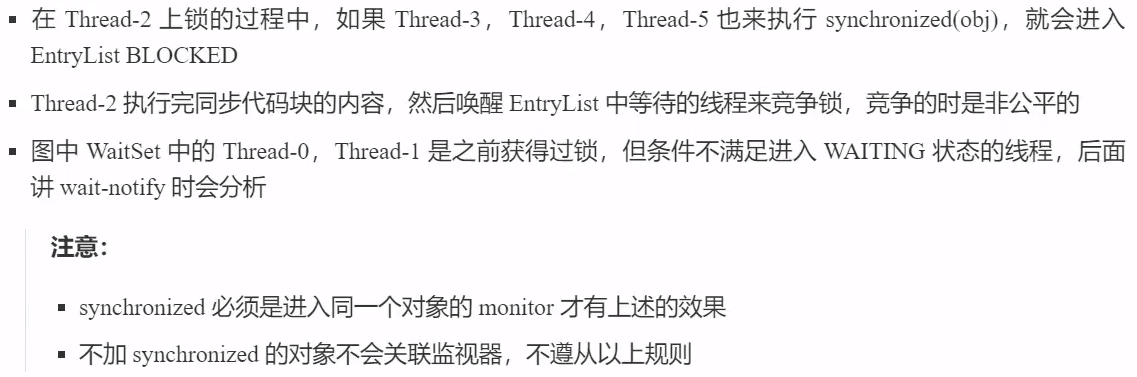 在 Thread-2 上锁的过程中，如果 Thread-3，Thread-4，Thread-5 也来执行 synchronized(obj)，就会进入
EntryList BLOCKED
Thread-2 执行完同步代码块的内容，然后唤醒 EntryList 中等待的线程来竞争锁，竞争的时是非公平的
图中 WaitSet 中的 Thread-0，Thread-1 是之前获得过锁，但条件不满足进入 WAITING 状态的线程，后面
讲 wait-notify 时会分析
注意：
synchronized 必须是进入同一个对象的 monitor 才有上述的效果
不加 synchronized 的对象不会关联监视器，不遵从以上规则